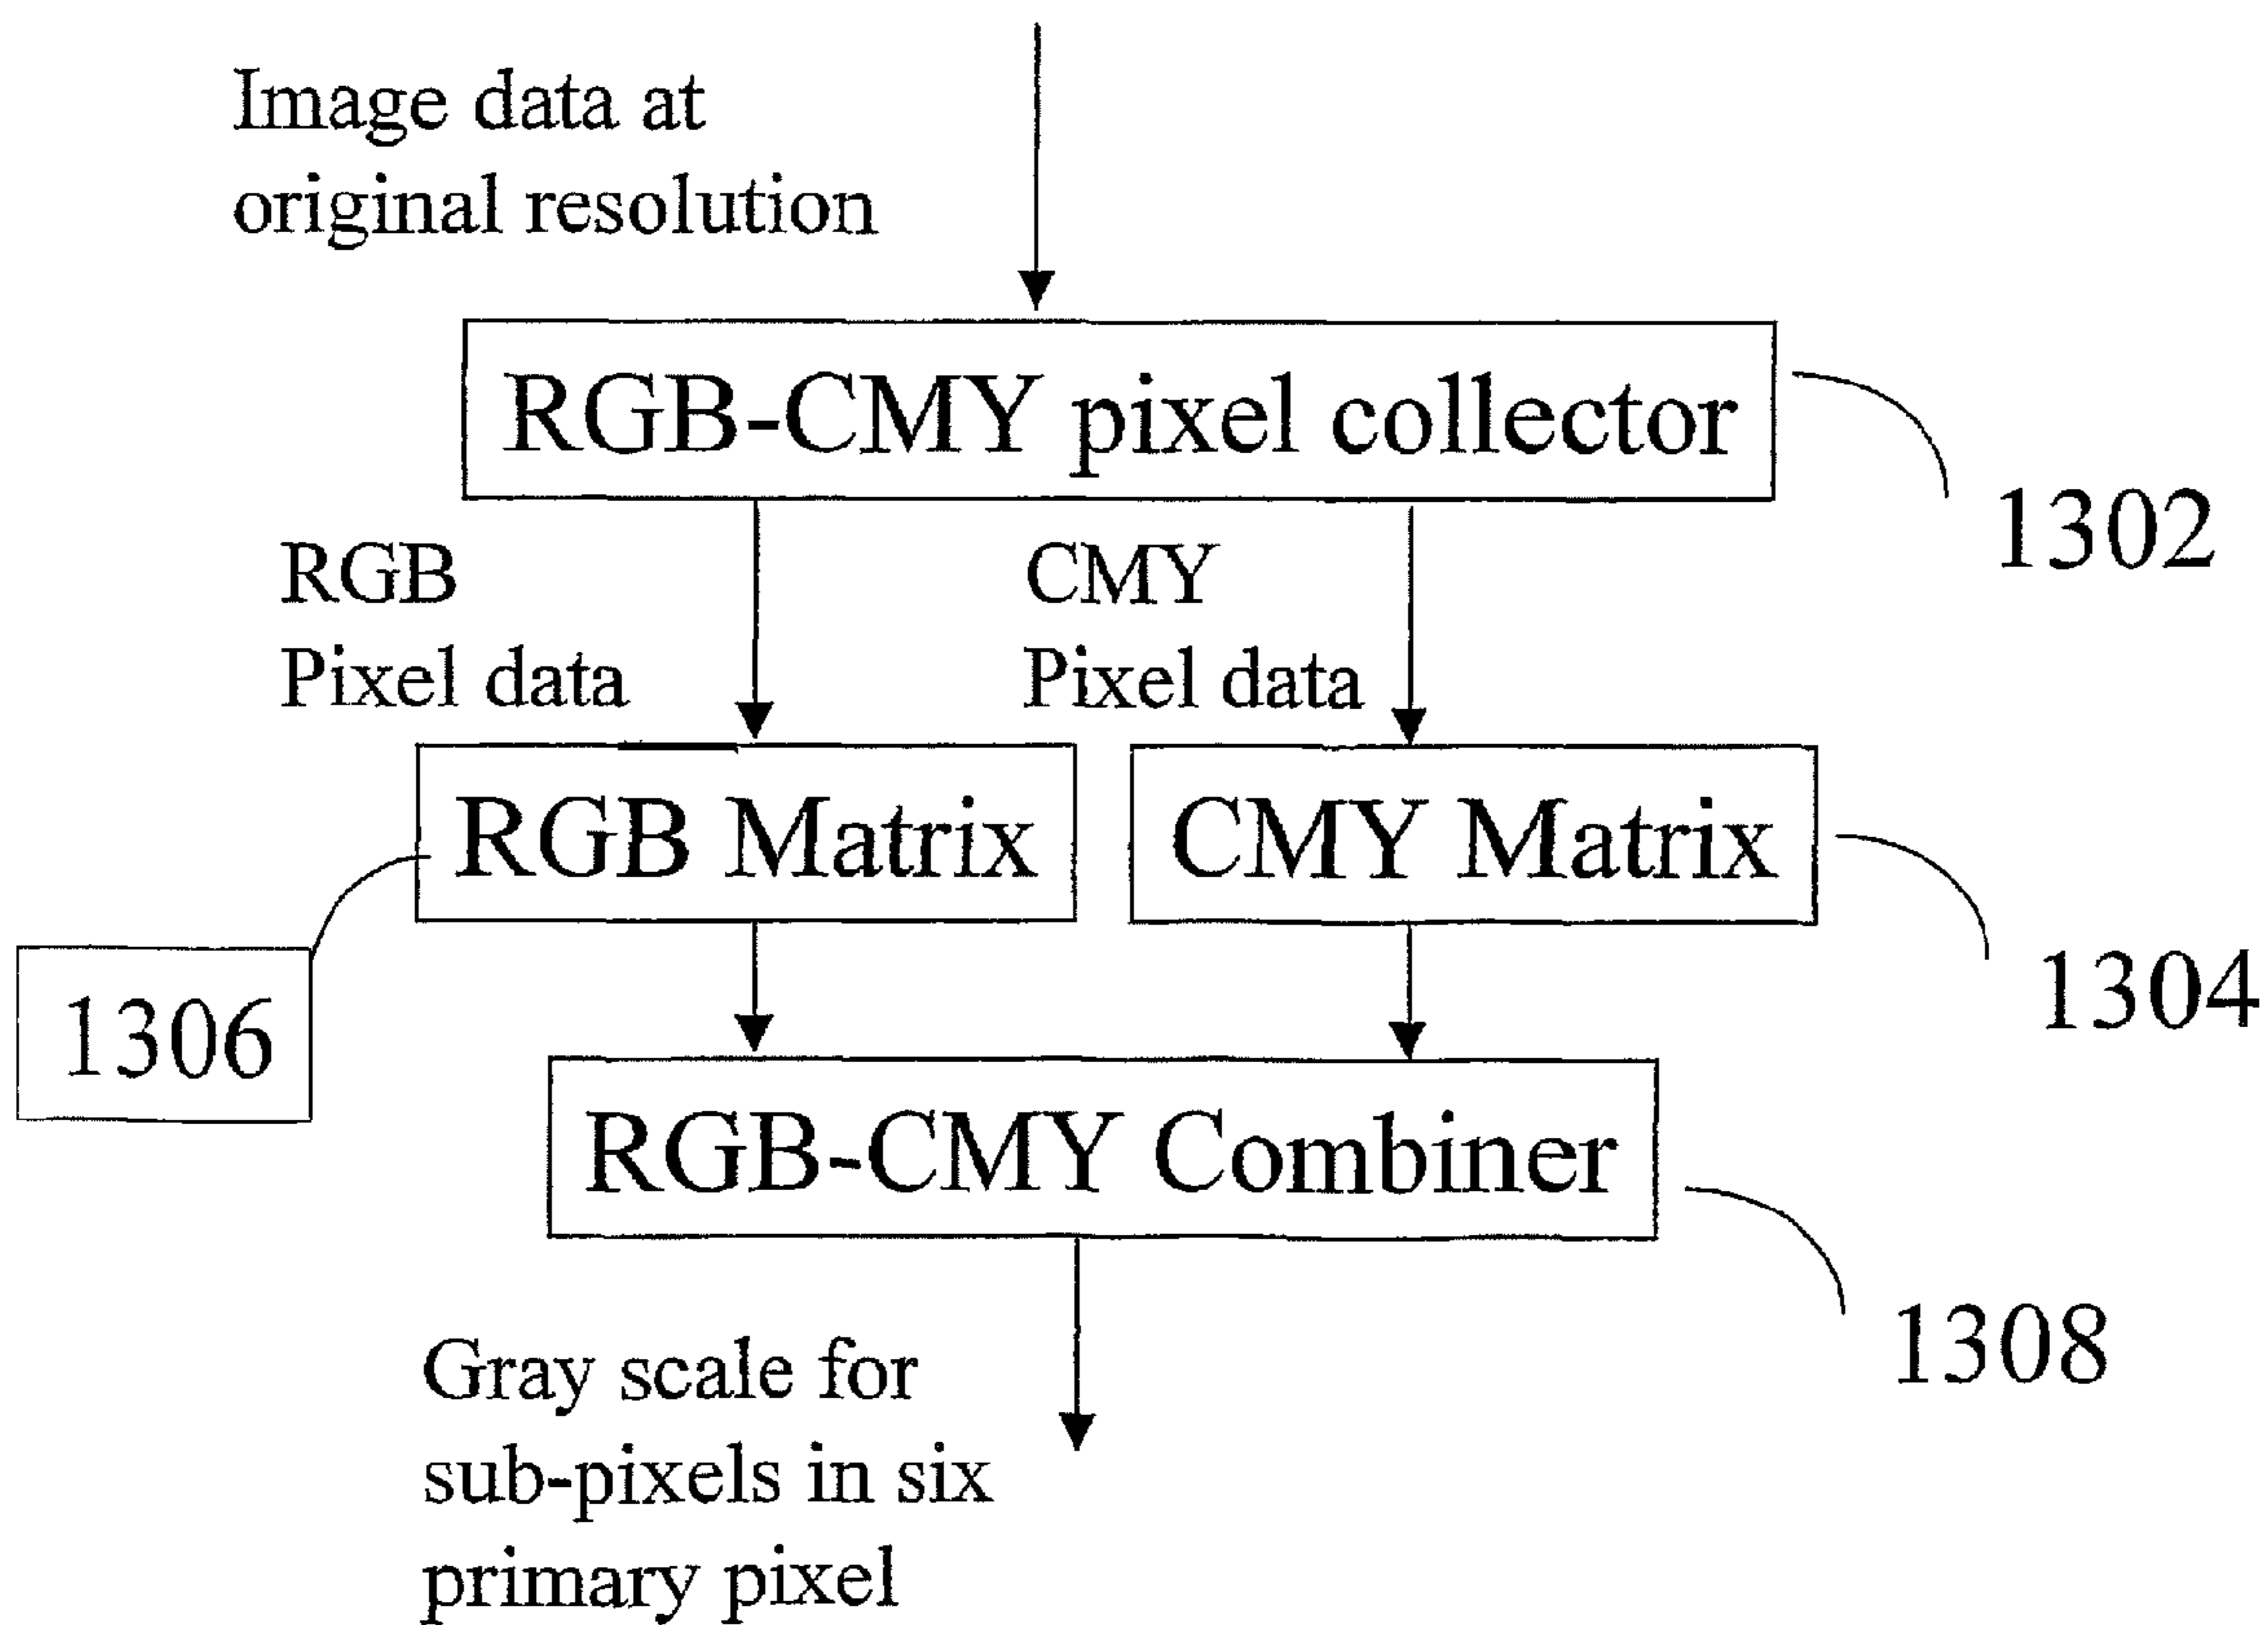 Image data at
original resolution
RGB-CMY pixel collector
1302
RGB
Pixel data
CMY
Pixel data
RGB Matrix
CMY Matrix
1304
1306
RGB-CMY Combiner
1308
Gray scale for
sub-pixels in six
primary pixel